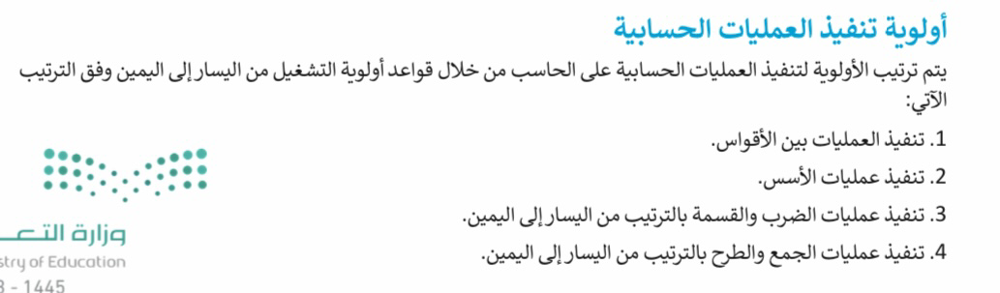 أولوية تنفيذ العمليات الحسابية
يتم ترتيب الأولوية لتنفيذ العمليات الحسابية على الحاسب من خلال قواعد أولوية التشغيل من اليسار إلى اليمين وفق الترتيب
الآتي:
1. تنفيذ العمليات بين الأقواس.
2. تنفيذ عمليات الأسس.
3. تنفيذ عمليات الضرب والقسمة بالترتيب من اليسار إلى اليمين.
4. تنفيذ عمليات الجمع والطرح بالترتيب من اليسار إلى اليمين.
وزارة التعـ
stry of Education
3 - 1445